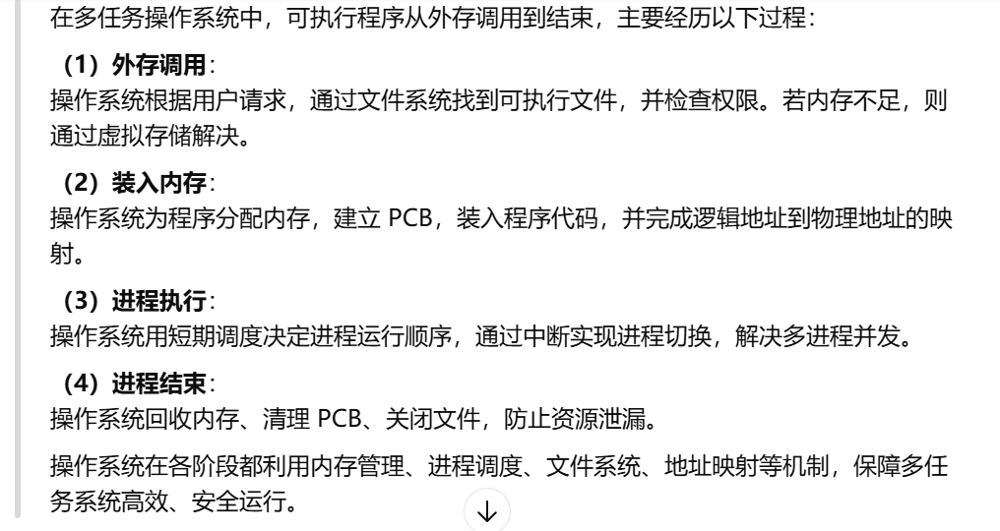 在多任务操作系统中，可执行程序从外存调用到结束，主要经历以下过程：
（1）外存调用：
操作系统根据用户请求，通过文件系统找到可执行文件，并检查权限。若内存不足，则
通过虚拟存储解决。
（2）装入内存：
操作系统为程序分配内存，建立 PCB，装入程序代码，并完成逻辑地址到物理地址的映
射。
（3）进程执行：
操作系统用短期调度决定进程运行顺序，通过中断实现进程切换，解决多进程并发。
（4）进程结束：
操作系统回收内存、清理 PCB、关闭文件，防止资源泄漏。
操作系统在各阶段都利用内存管理、进程调度、文件系统、地址映射等机制，保障多任
务系统高效、安全运行。